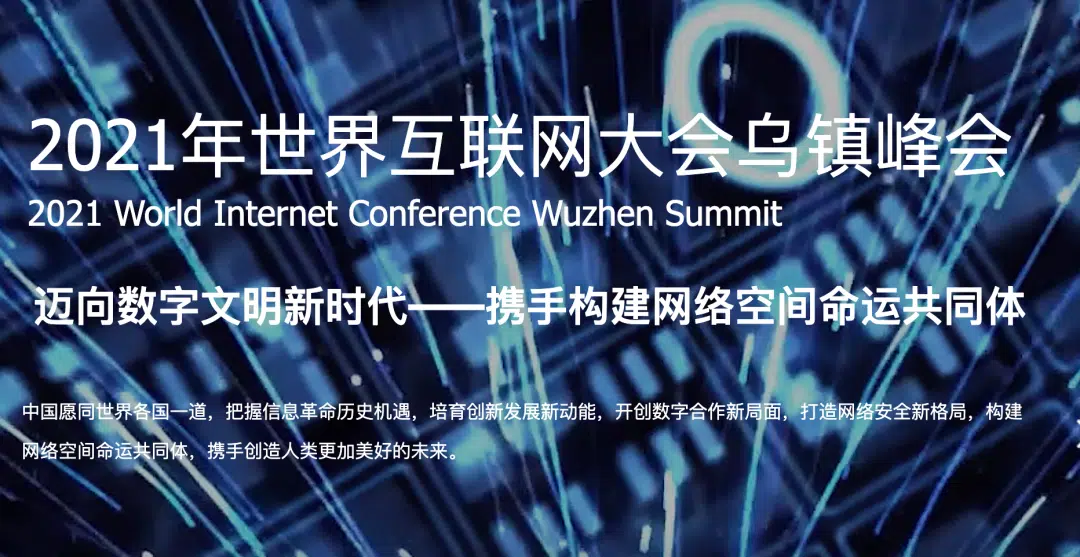 2021年世界互联网大会乌镇峰会
2021 World Internet Conference Wuzhen Summit
迈向数字文明新时代——携手构建网络空间命运共同体
中国愿同世界各国一道，把握信息革命历史机遇，培育创新发展新动能，开创数字合作新局面，打造网络安全新格局，构建
网络空间命运共同体，携手创造人类更加美好的未来。